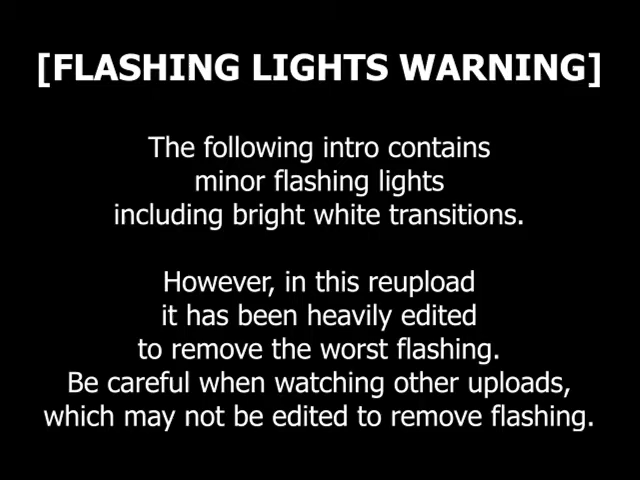 [FLASHING LIGHTS WARNING]
The following intro contains
minor flashing lights
including bright white transitions.
However, in this reupload
it has been heavily edited
to remove the worst flashing.
Be careful when watching other uploads,
which may not be edited to remove flashing.